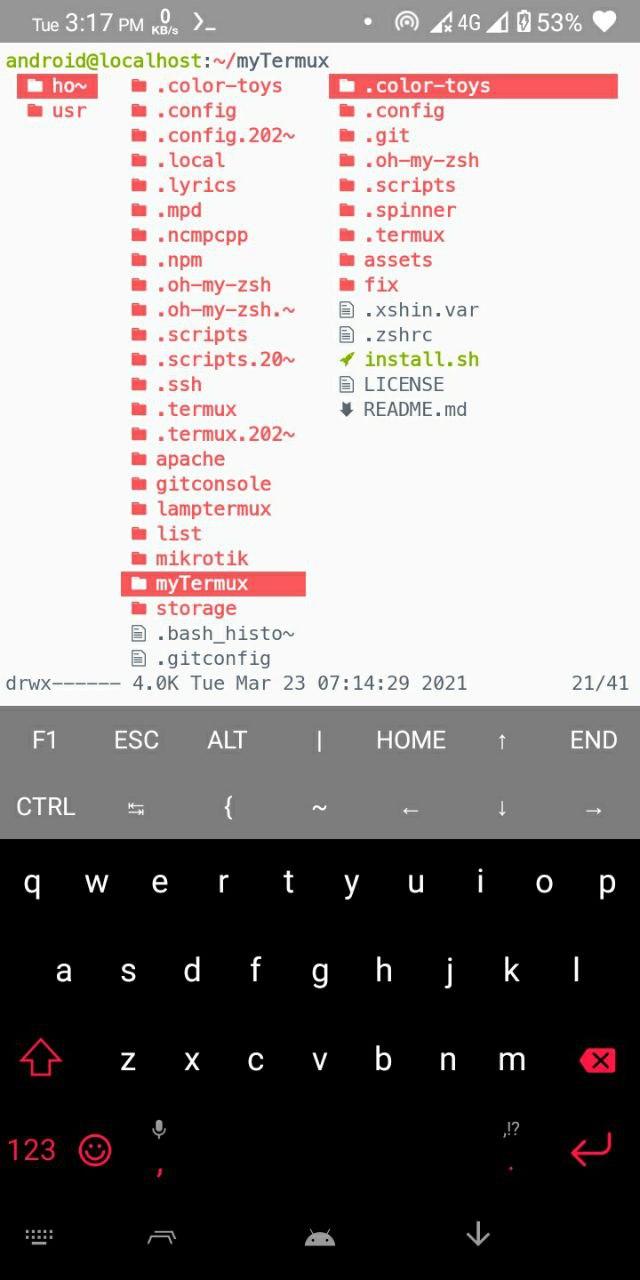 Tue 3:17 PM 0 KB/s 4G 53%
android@localhost:~/myTermux
ho~ .color-toys .color-toys
usr .config .config
.config.202~ .git
.local .oh-my-zsh
.lyrics .scripts
.mpd .spinner
.ncmpcpp .termux
.npm assets
.oh-my-zsh fix
.oh-my-zsh.~ .xshin.var
.scripts .zshrc
.scripts.20~ install.sh
.ssh LICENSE
.termux README.md
.termux.202~
apache
gitconsole
lamptermux
list
mikrotik
myTermux
storage
.bash_histo~
.gitconfig
drwx------ 4.0K Tue Mar 23 07:14:29 2021 21/41
F1 ESC ALT | HOME ↑ END
CTRL ↹ { ~ ← ↓ →
q w e r t y u i o p
a s d f g h j k l
z x c v b n m
,!?
123 , .